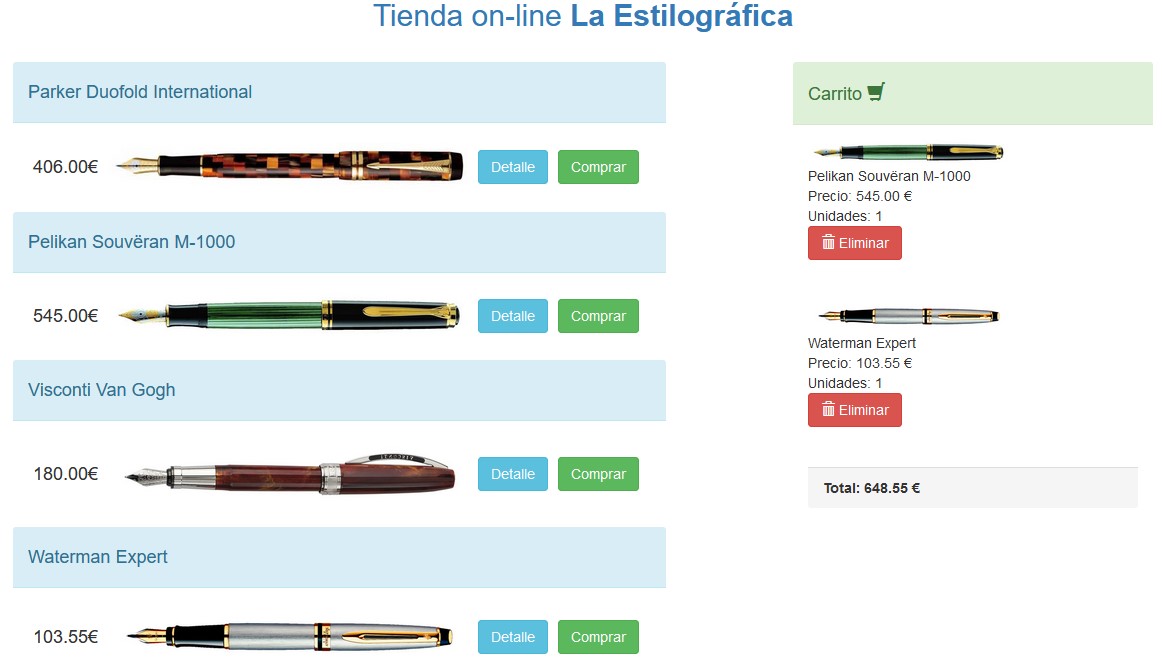 Tienda on-line La Estilográfica
Parker Duofold International
406.00€
Detalle
Comprar
Pelikan Souvëran M-1000
545.00€
Detalle
Comprar
Visconti Van Gogh
180.00€
Detalle
Comprar
Waterman Expert
103.55€
Detalle
Comprar
Carrito
Pelikan Souvëran M-1000
Precio: 545.00 €
Unidades: 1
Eliminar
Waterman Expert
Precio: 103.55 €
Unidades: 1
Eliminar
Total: 648.55 €